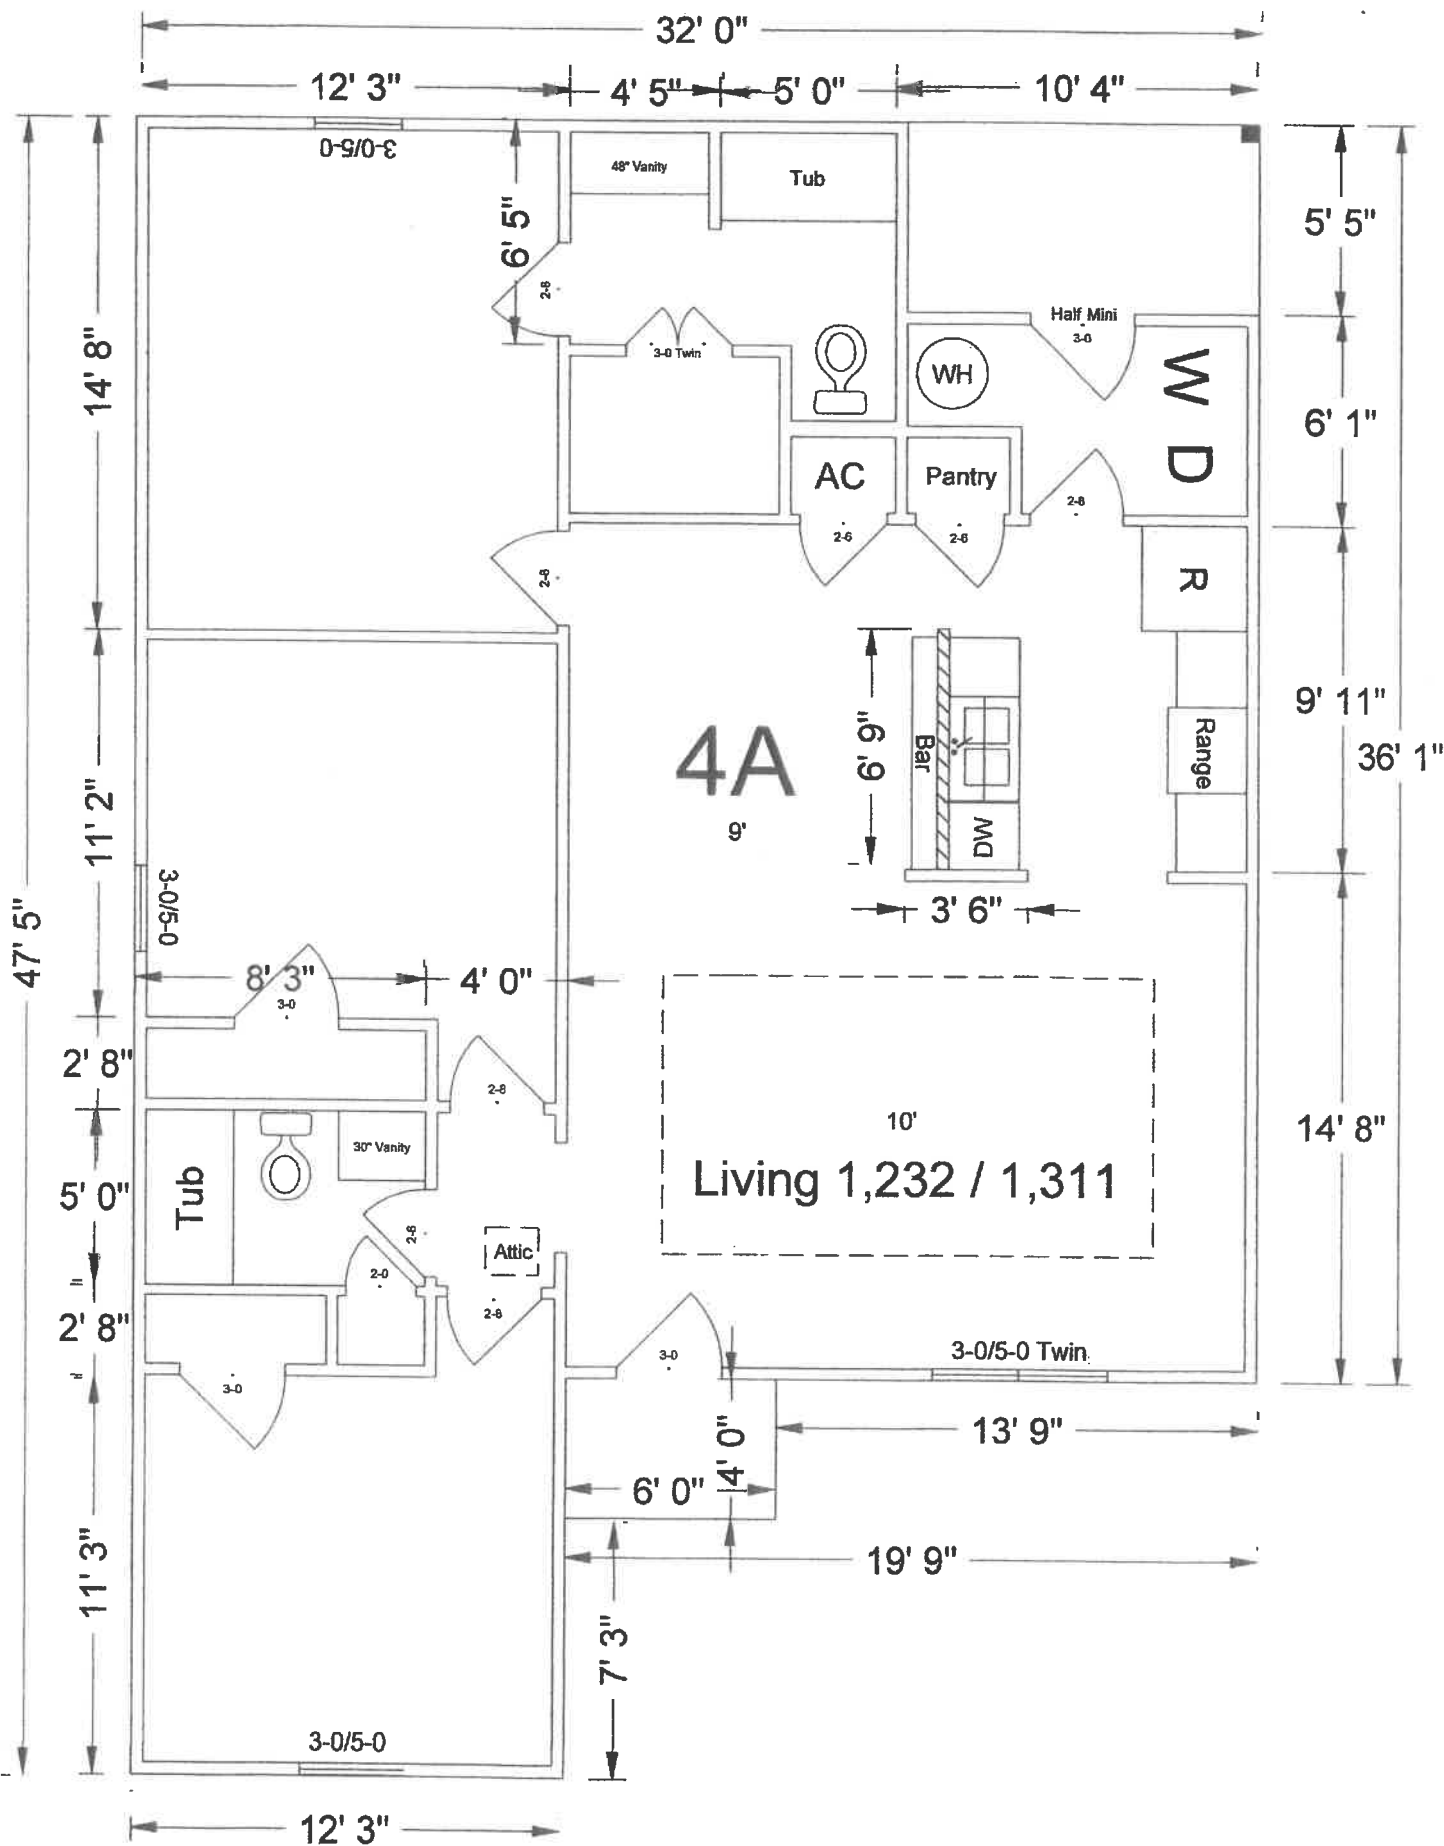 32' 0"
12' 3"
4' 5"
5' 0"
10' 4"
3-0/5-0
48" Vanity
Tub
6' 5"
5' 5"
2-8
Half Mini
3-0
3-0 Twin
14' 8"
WH
W
D
6' 1"
AC
Pantry
2-8
2-6
2-6
2-8
R
9' 11"
36' 1"
4A
9'
6' 9"
Bar
DW
Range
11' 2"
3-0/5-0
47' 5"
3' 6"
8' 3"
4' 0"
3-0
2' 8"
2-8
10'
Living 1,232 / 1,311
14' 8"
30" Vanity
Tub
5' 0"
Attic
2-0
2-8
2' 8"
3-0
3-0
3-0/5-0 Twin
4' 0"
13' 9"
6' 0"
19' 9"
11' 3"
7' 3"
3-0/5-0
12' 3"